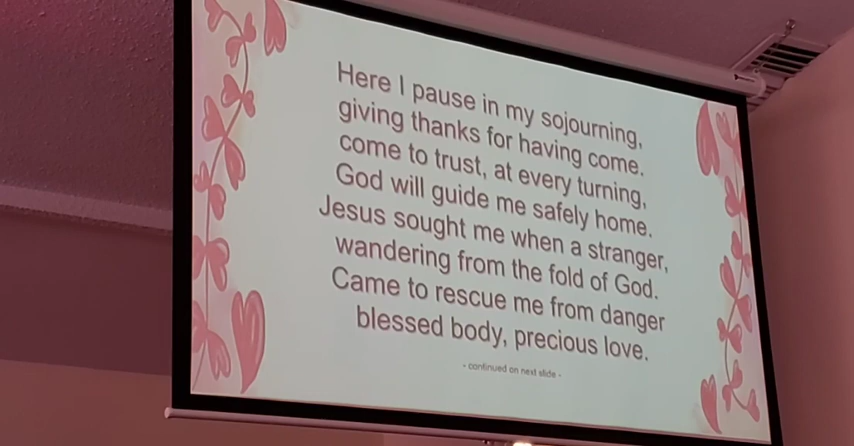 Here I pause in my sojourning,
giving thanks for having come.
come to trust, at every turning,
God will guide me safely home.
Jesus sought me when a stranger,
wandering from the fold of God.
Came to rescue me from danger
blessed body, precious love.
- continued on next slide -